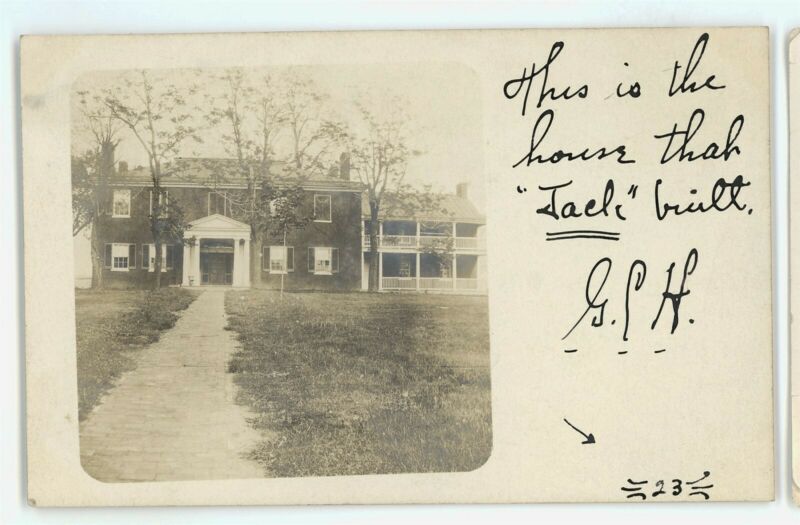 This is the
house that
"Jack" built.
G. P H.
23